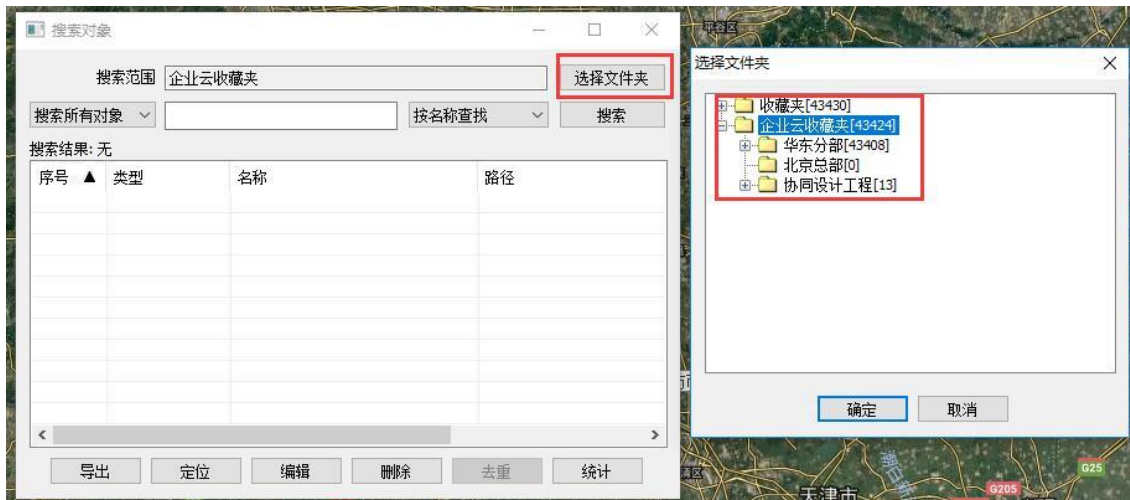 搜索对象
搜索范围 企业云收藏夹 选择文件夹
搜索所有对象 按名称查找 搜索
搜索结果: 无
序号 ▲ 类型 名称 路径
导出 定位 编辑 删除 去重 统计
平谷区
选择文件夹
收藏夹[43430]
企业云收藏夹[43424]
华东分部[43408]
北京总部[0]
协同设计工程[13]
确定 取消
G25
G205
天津市